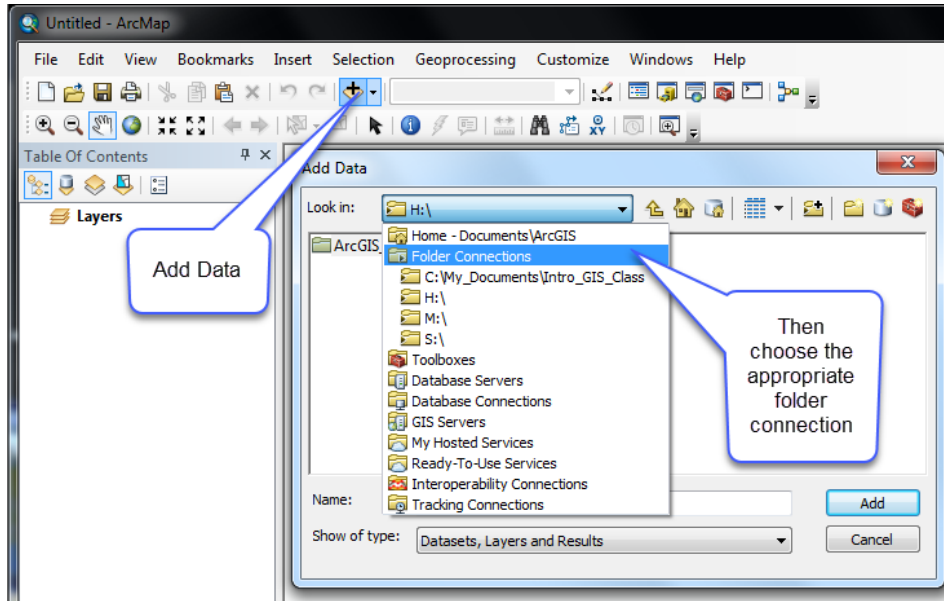 Untitled - ArcMap
File Edit View Bookmarks Insert Selection Geoprocessing Customize Windows Help
Table Of Contents
Layers
Add Data
Add Data
Look in: H:\
ArcGIS
Home - Documents\ArcGIS
Folder Connections
C:\My_Documents\Intro_GIS_Class
H:\
M:\
S:\
Toolboxes
Database Servers
Database Connections
GIS Servers
My Hosted Services
Ready-To-Use Services
Interoperability Connections
Tracking Connections
Then
choose the
appropriate
folder
connection
Name:
Add
Show of type: Datasets, Layers and Results
Cancel